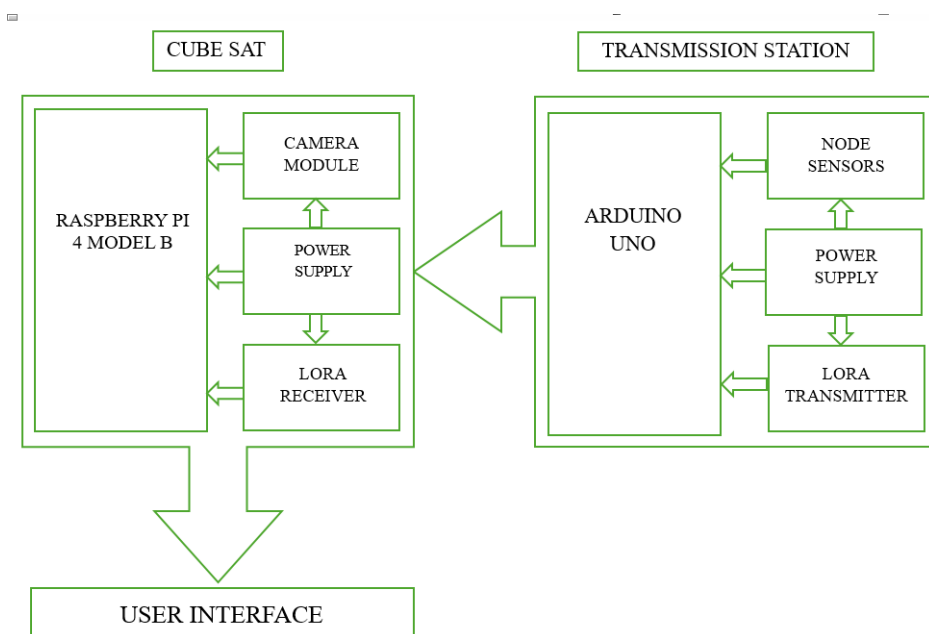 CUBE SAT
TRANSMISSION STATION
RASPBERRY PI
4 MODEL B
CAMERA
MODULE
POWER
SUPPLY
LORA
RECEIVER
ARDUINO
UNO
NODE
SENSORS
POWER
SUPPLY
LORA
TRANSMITTER
USER INTERFACE